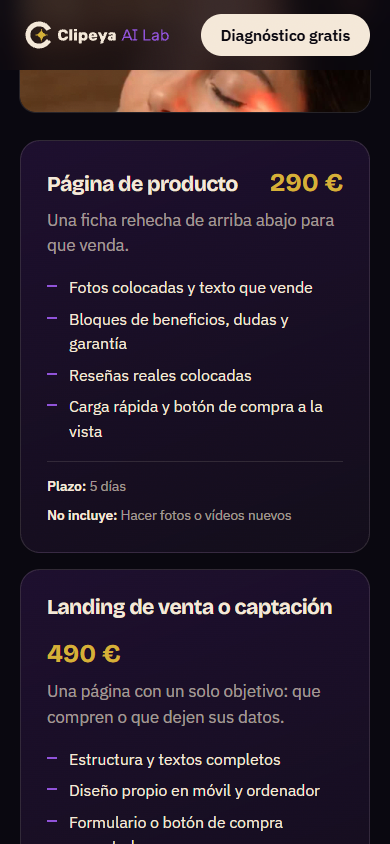 Clipeya AI Lab
Diagnóstico gratis
Página de producto 290 €
Una ficha rehecha de arriba abajo para
que venda.
– Fotos colocadas y texto que vende
– Bloques de beneficios, dudas y
garantía
– Reseñas reales colocadas
– Carga rápida y botón de compra a la
vista
Plazo: 5 días
No incluye: Hacer fotos o vídeos nuevos
Landing de venta o captación
490 €
Una página con un solo objetivo: que
compren o que dejen sus datos.
– Estructura y textos completos
– Diseño propio en móvil y ordenador
– Formulario o botón de compra